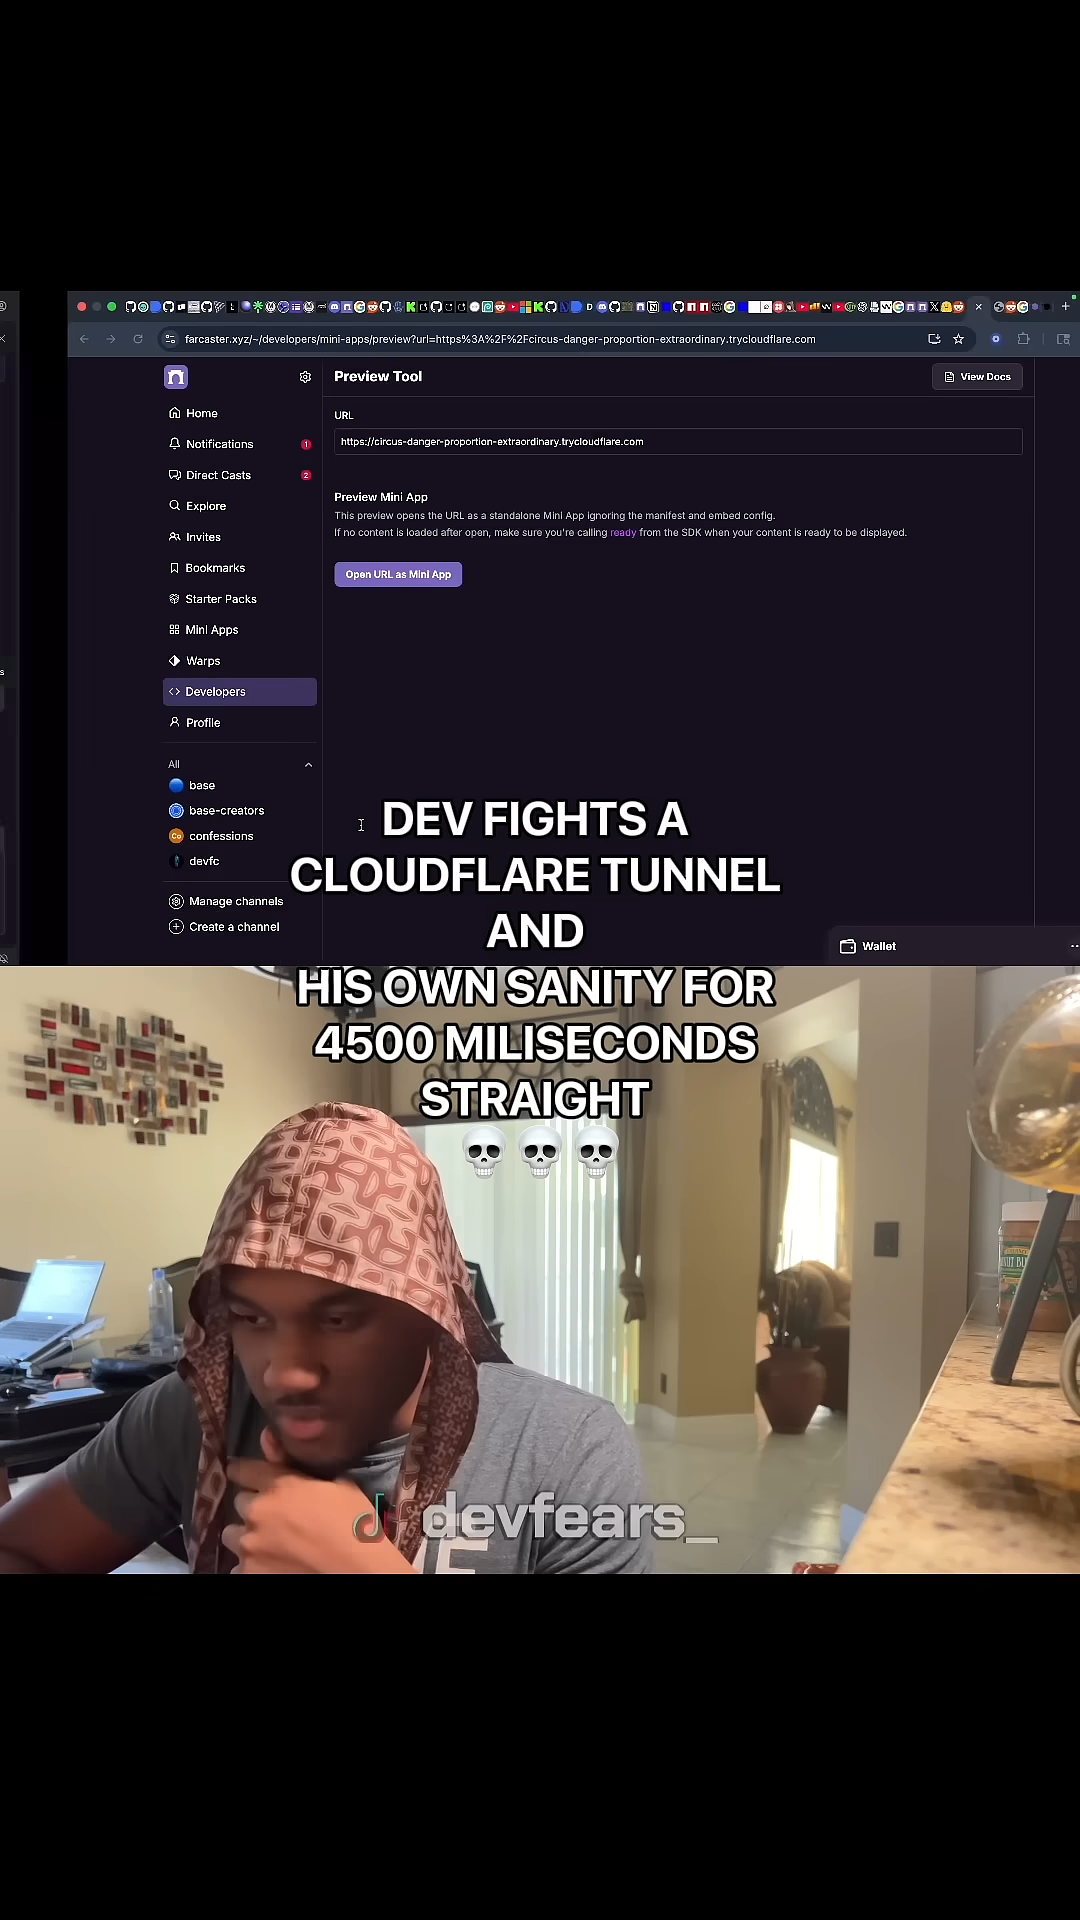 farcaster.xyz/~/developers/mini-apps/preview?url=https%3A%2F%2Fcircus-danger-proportion-extraordinary.trycloudflare.com
Preview Tool
View Docs
Home
Notifications
1
Direct Casts
2
Explore
Invites
Bookmarks
Starter Packs
Mini Apps
Warps
Developers
Profile
All
base
base-creators
Co
confessions
devfc
Manage channels
Create a channel
URL
https://circus-danger-proportion-extraordinary.trycloudflare.com
Preview Mini App
This preview opens the URL as a standalone Mini App ignoring the manifest and embed config.
If no content is loaded after open, make sure you're calling ready from the SDK when your content is ready to be displayed.
Open URL as Mini App
Wallet
DEV FIGHTS A
CLOUDFLARE TUNNEL
AND
HIS OWN SANITY FOR
4500 MILISECONDS
STRAIGHT
💀💀💀
devfears_